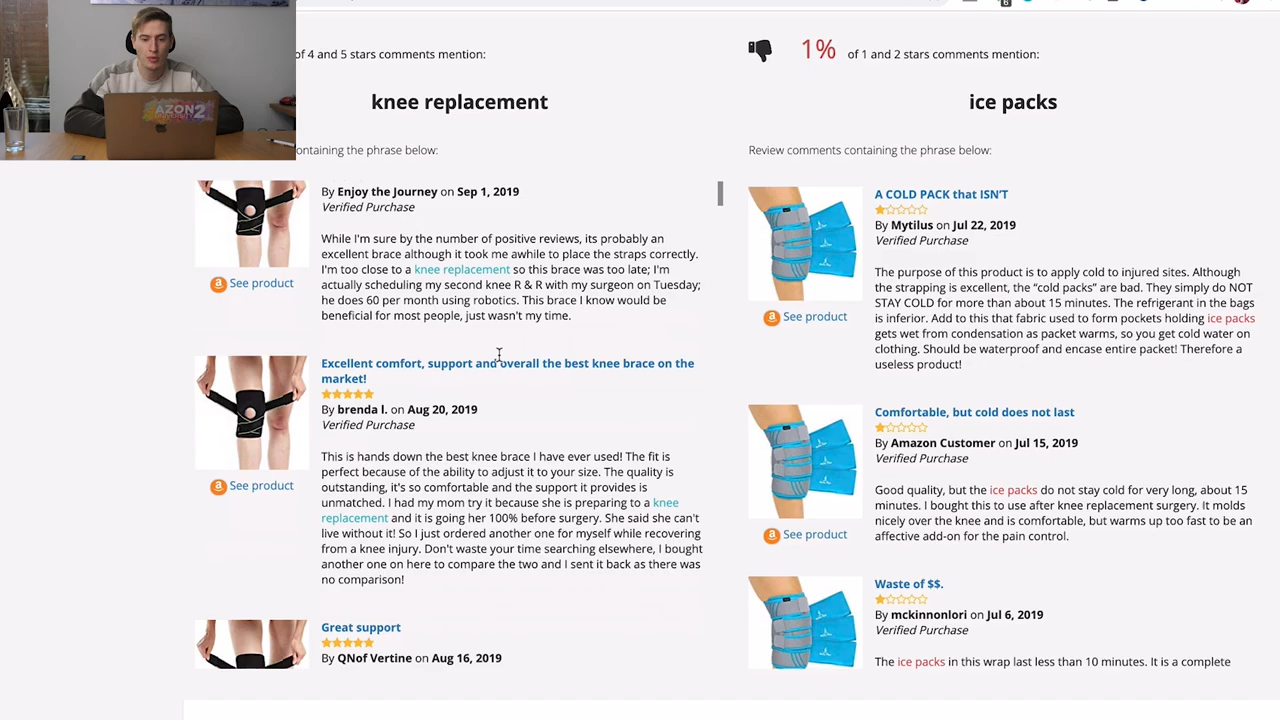 AZON2
UNIVERSITY
6
of 4 and 5 stars comments mention:
knee replacement
ontaining the phrase below:
By Enjoy the Journey on Sep 1, 2019
Verified Purchase
While I'm sure by the number of positive reviews, its probably an
excellent brace although it took me awhile to place the straps correctly.
I'm too close to a knee replacement so this brace was too late; I'm
actually scheduling my second knee R & R with my surgeon on Tuesday;
he does 60 per month using robotics. This brace I know would be
beneficial for most people, just wasn't my time.
See product
Excellent comfort, support and overall the best knee brace on the
market!
By brenda l. on Aug 20, 2019
Verified Purchase
This is hands down the best knee brace I have ever used! The fit is
perfect because of the ability to adjust it to your size. The quality is
outstanding, it's so comfortable and the support it provides is
unmatched. I had my mom try it because she is preparing to a knee
replacement and it is going her 100% before surgery. She said she can't
live without it! So I just ordered another one for myself while recovering
from a knee injury. Don't waste your time searching elsewhere, I bought
another one on here to compare the two and I sent it back as there was
no comparison!
See product
Great support
By QNof Vertine on Aug 16, 2019
1% of 1 and 2 stars comments mention:
ice packs
Review comments containing the phrase below:
A COLD PACK that ISN'T
By Mytilus on Jul 22, 2019
Verified Purchase
The purpose of this product is to apply cold to injured sites. Although
the strapping is excellent, the “cold packs” are bad. They simply do NOT
STAY COLD for more than about 15 minutes. The refrigerant in the bags
is inferior. Add to this that fabric used to form pockets holding ice packs
gets wet from condensation as packet warms, so you get cold water on
clothing. Should be waterproof and encase entire packet! Therefore a
useless product!
See product
Comfortable, but cold does not last
By Amazon Customer on Jul 15, 2019
Verified Purchase
Good quality, but the ice packs do not stay cold for very long, about 15
minutes. I bought this to use after knee replacement surgery. It molds
nicely over the knee and is comfortable, but warms up too fast to be an
affective add-on for the pain control.
See product
Waste of $$.
By mckinnonlori on Jul 6, 2019
Verified Purchase
The ice packs in this wrap last less than 10 minutes. It is a complete